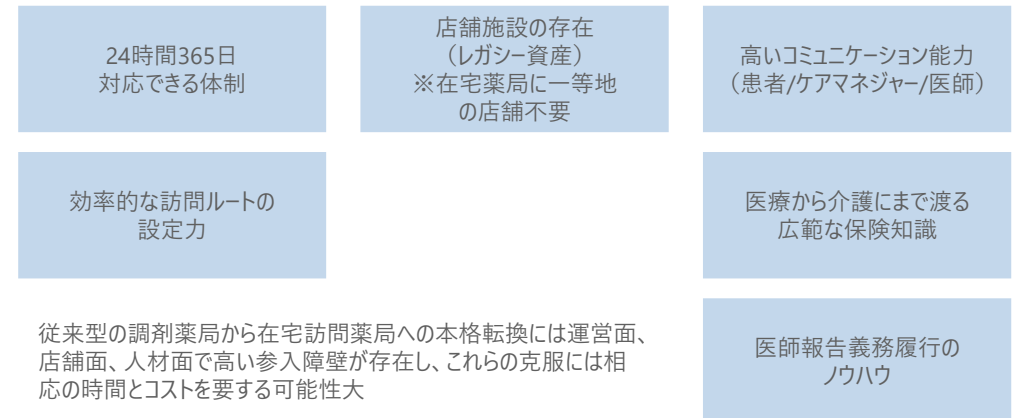 24時間365日
対応できる体制
店舗施設の存在
（レガシー資産）
※在宅薬局に一等地
の店舗不要
高いコミュニケーション能力
（患者/ケアマネジャー/医師）
効率的な訪問ルートの
設定力
医療から介護にまで渡る
広範な保険知識
従来型の調剤薬局から在宅訪問薬局への本格転換には運営面、
店舗面、人材面で高い参入障壁が存在し、これらの克服には相
応の時間とコストを要する可能性大
医師報告義務履行の
ノウハウ